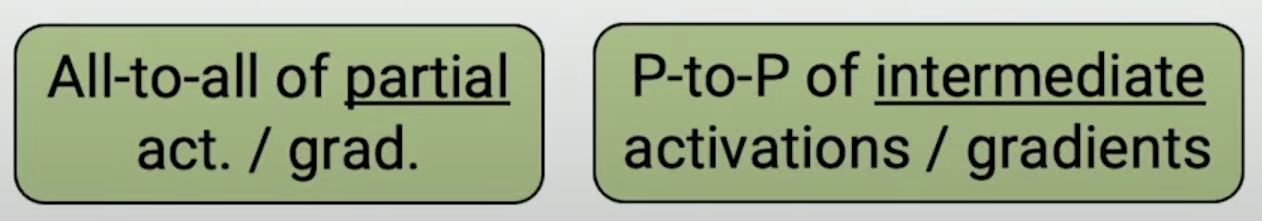 All-to-all of partial
act. / grad.
P-to-P of intermediate
activations / gradients